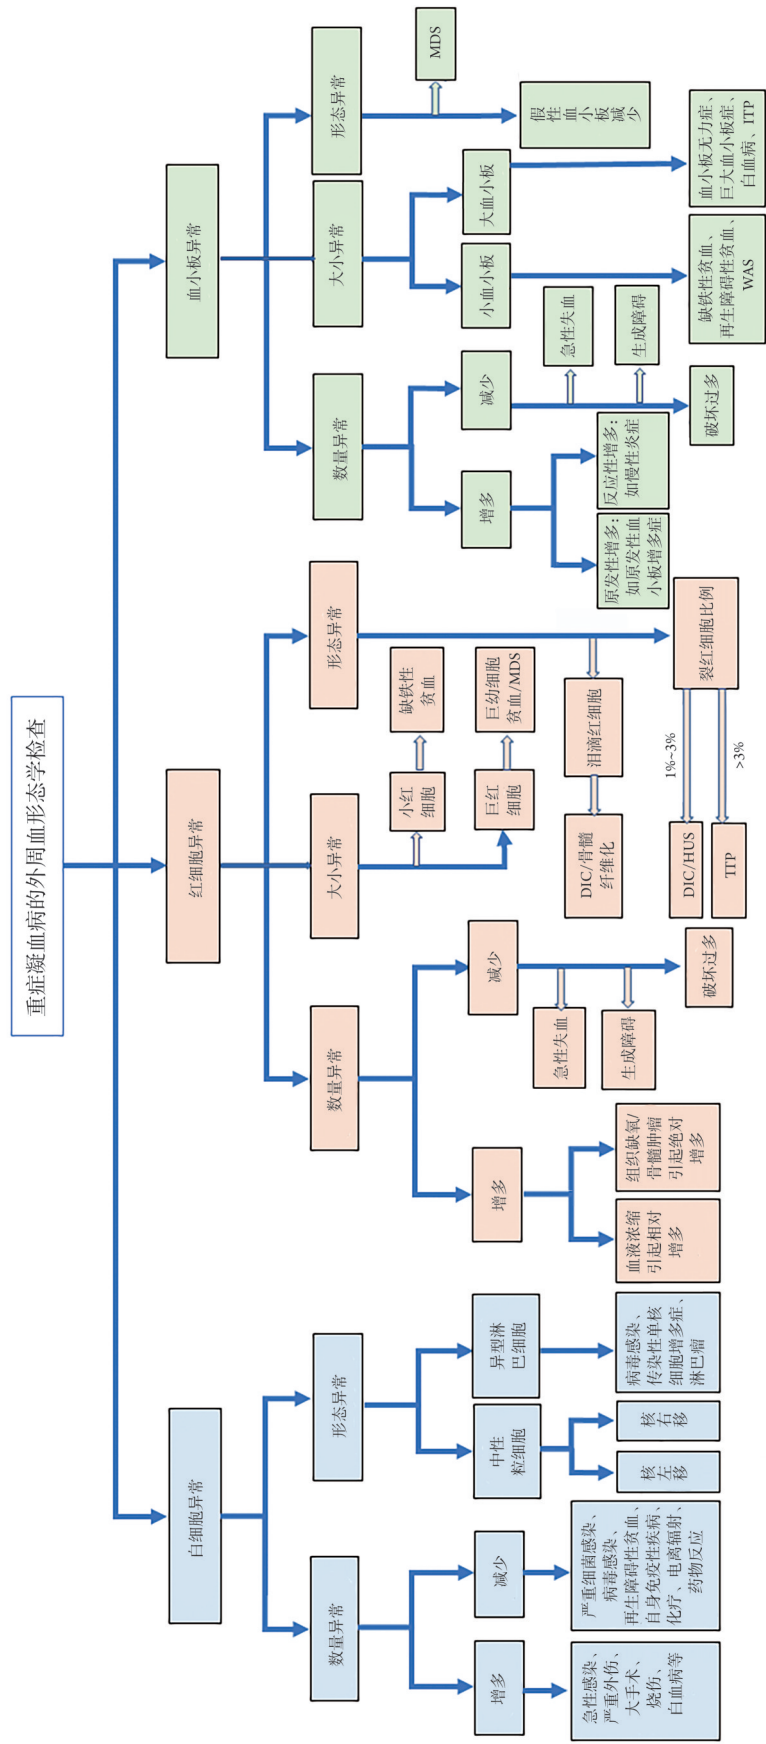 重症凝血病的外周血形态学检查
白细胞异常
数量异常
增多
急性感染、
严重外伤、
大手术、
烧伤、
白血病等
减少
严重细菌感染、
病毒感染、
再生障碍性贫血、
自身免疫性疾病、
化疗、电离辐射、
药物反应
形态异常
中性
粒细胞
核
左
移
核
右
移
异型淋
巴细胞
病毒感染、
传染性单核
细胞增多症、
淋巴瘤
红细胞异常
数量异常
增多
血液浓缩
引起相对
增多
组织缺氧/
骨髓肿瘤
引起绝对
增多
减少
急性失血
生成障碍
破坏过多
大小异常
小红
细胞
缺铁性
贫血
巨红
细胞
巨幼细胞
贫血/MDS
形态异常
泪滴红细胞
DIC/骨髓
纤维化
裂红细胞比例
1%~3%
DIC/HUS
>3%
TTP
血小板异常
数量异常
增多
原发性增多：
如原发性血
小板增多症
反应性增多：
如慢性炎症
减少
急性失血
生成障碍
破坏过多
大小异常
小血小板
缺铁性贫血、
再生障碍性贫血、
WAS
大血小板
血小板无力症、
巨大血小板症、
白血病、ITP
形态异常
MDS
假
性
血
小
板
减
少